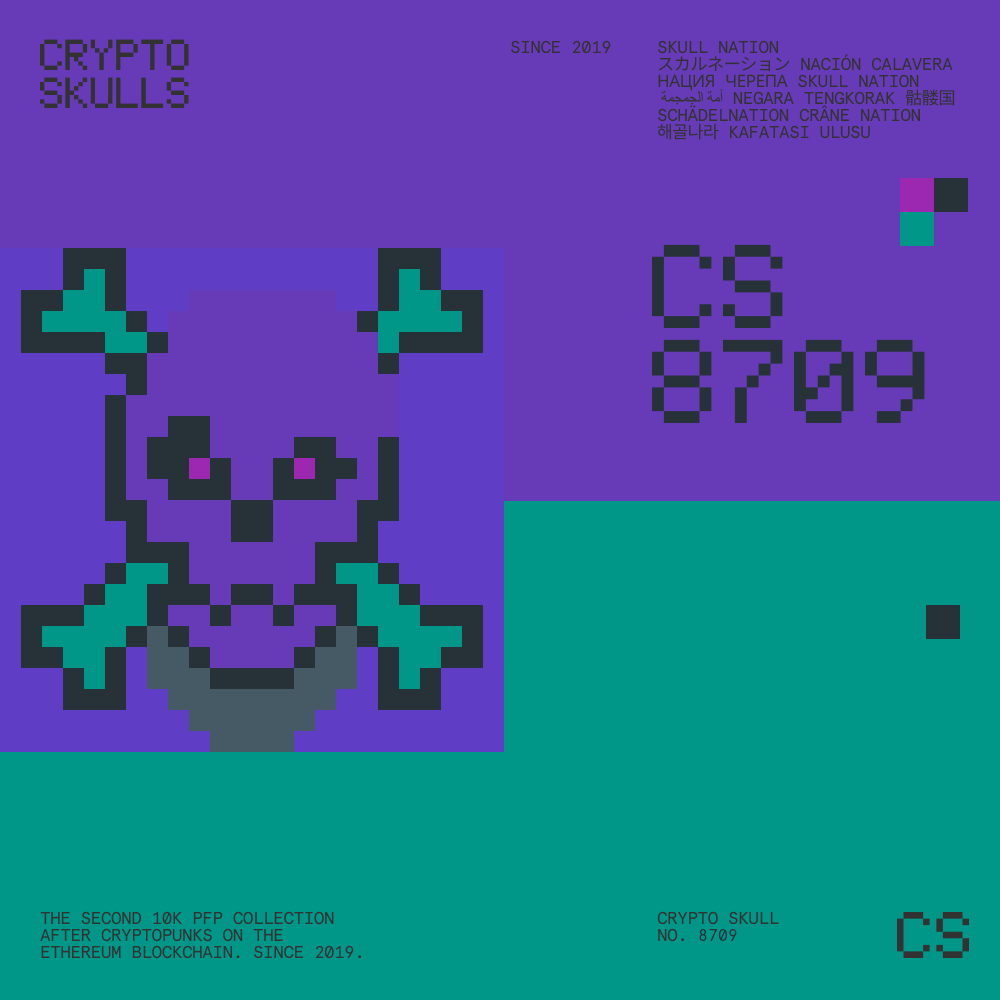 CRYPTO
SKULLS
SINCE 2019
SKULL NATION
スカルネーション NACIÓN CALAVERA
НАЦИЯ ЧЕРЕПА SKULL NATION
أمة الجمجمة NEGARA TENGKORAK 骷髅国
SCHÄDELNATION CRÂNE NATION
해골나라 KAFATASI ULUSU
CS
8709
THE SECOND 10K PFP COLLECTION
AFTER CRYPTOPUNKS ON THE
ETHEREUM BLOCKCHAIN. SINCE 2019.
CRYPTO SKULL
NO. 8709
CS